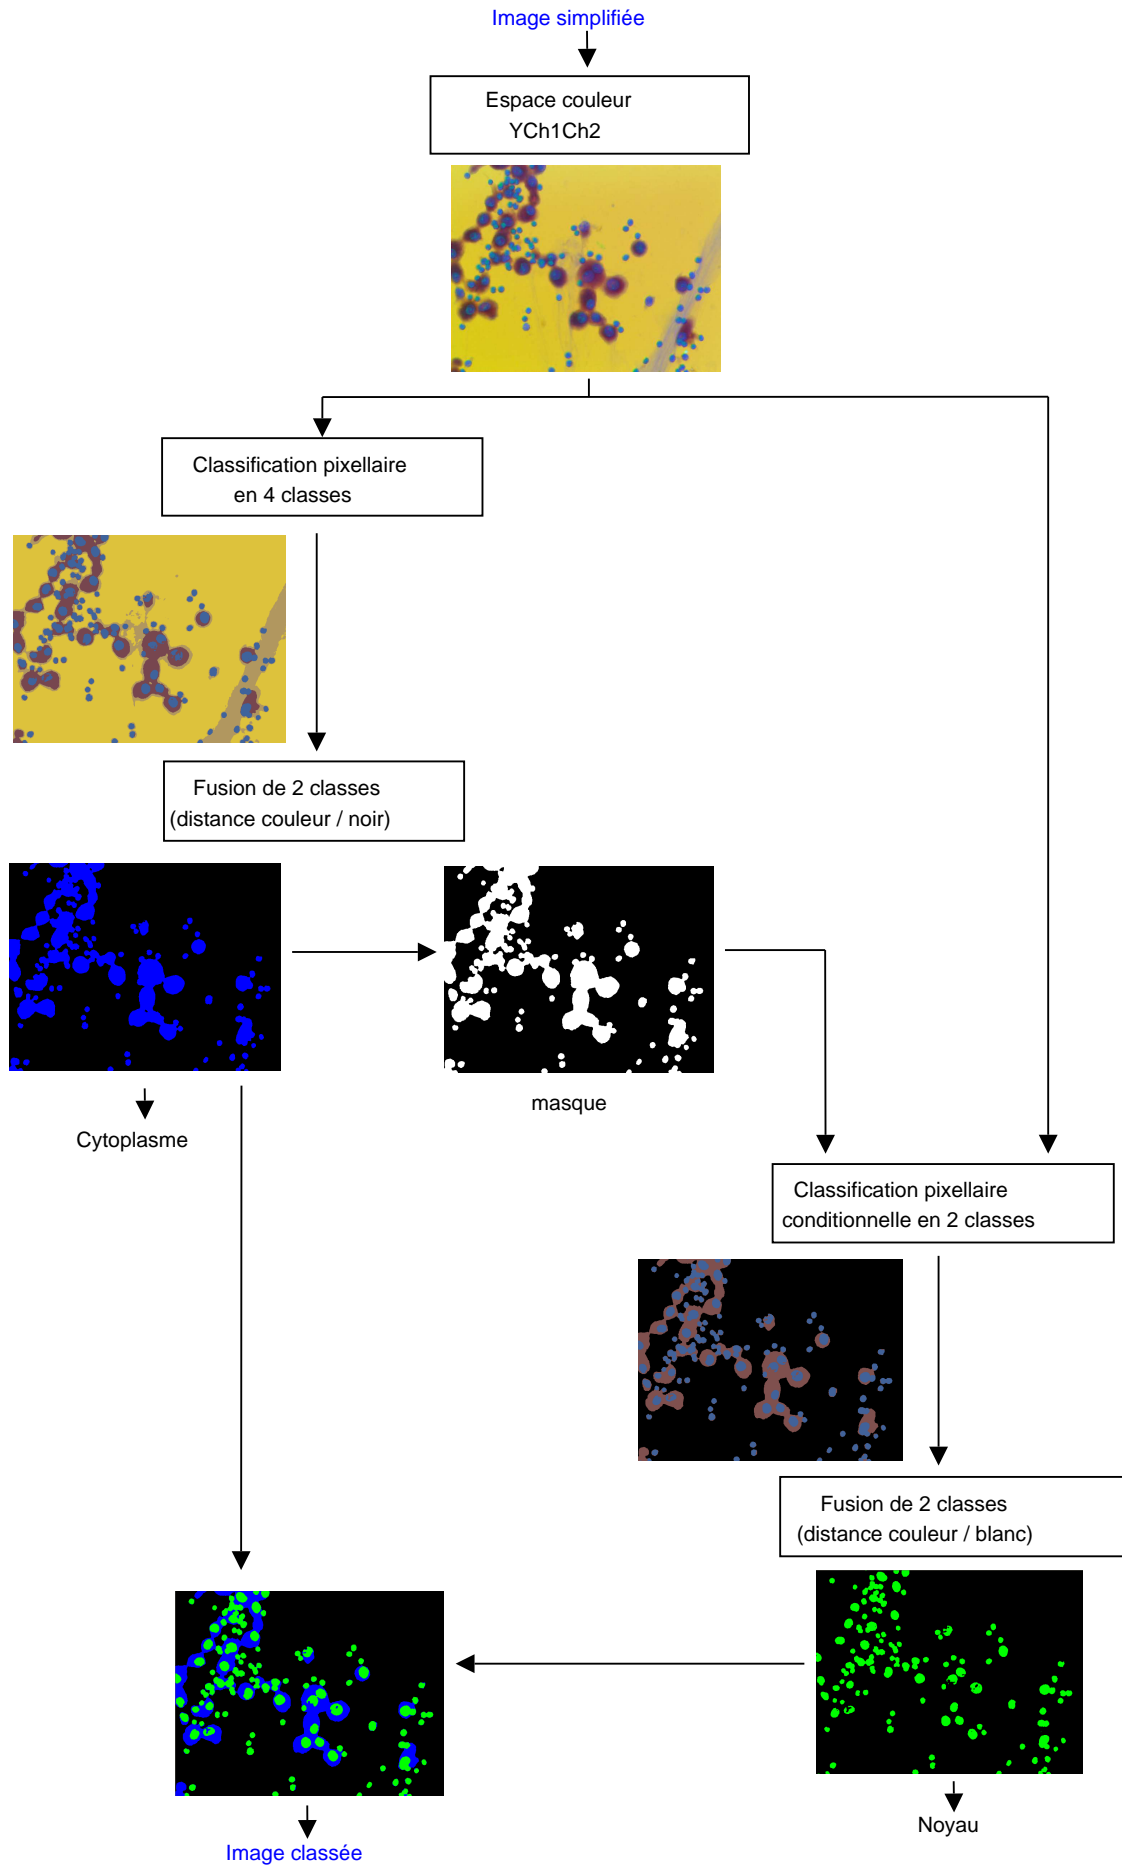 Image simplifiée
Espace couleur
YCh1Ch2
Classification pixellaire
en 4 classes
Fusion de 2 classes
(distance couleur / noir)
masque
Cytoplasme
Classification pixellaire
conditionnelle en 2 classes
Fusion de 2 classes
(distance couleur / blanc)
Noyau
Image classée